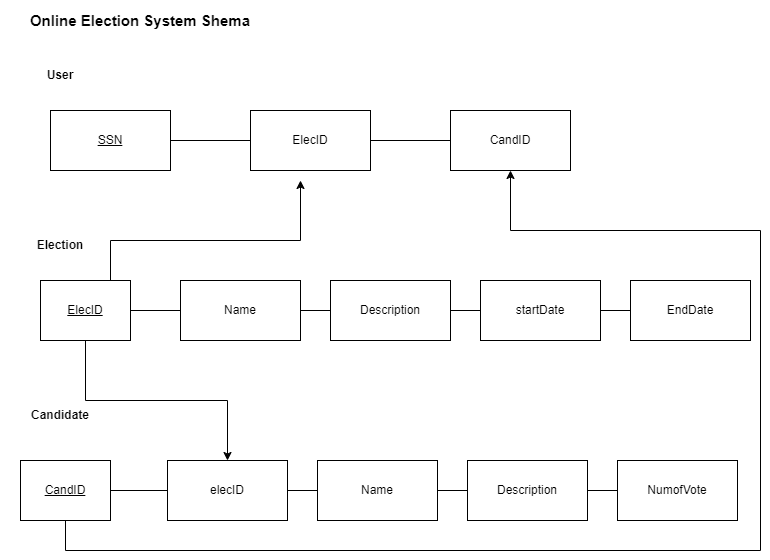 Online Election System Shema
User
SSN
ElecID
CandID
Election
ElecID
Name
Description
startDate
EndDate
Candidate
CandID
elecID
Name
Description
NumofVote